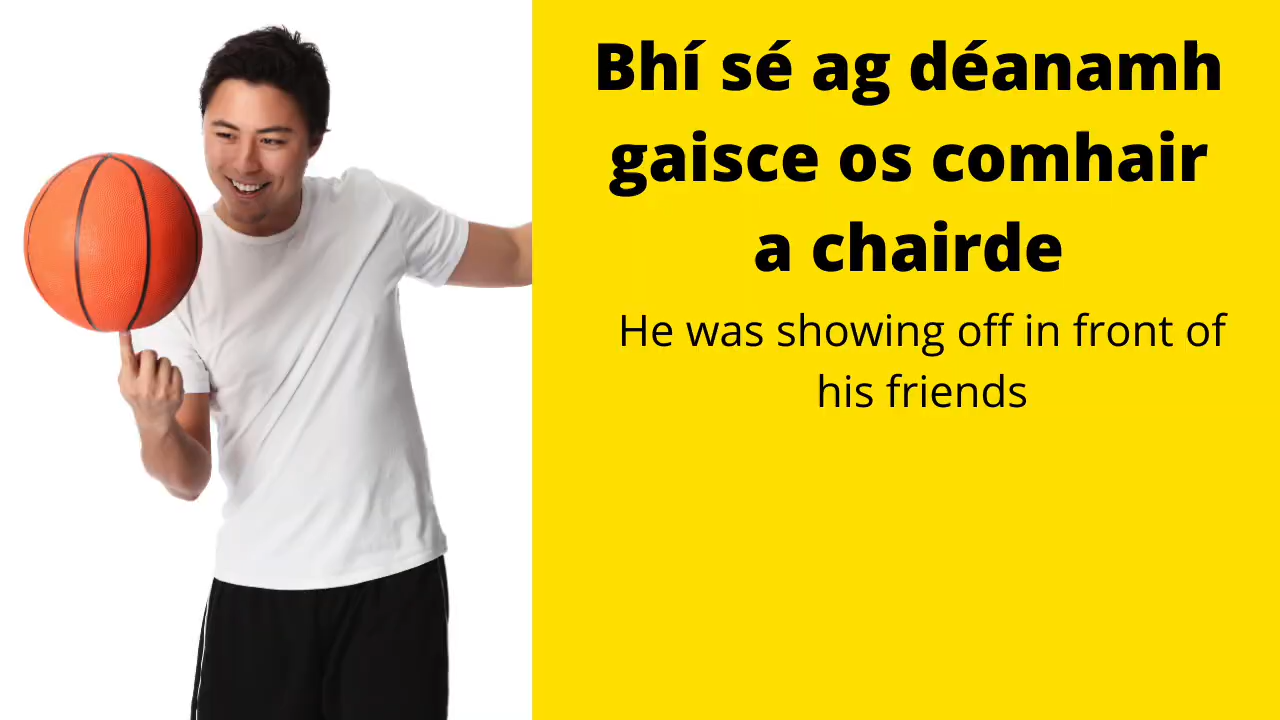 Bhí sé ag déanamh
gaisce os comhair
a chairde
He was showing off in front of
his friends